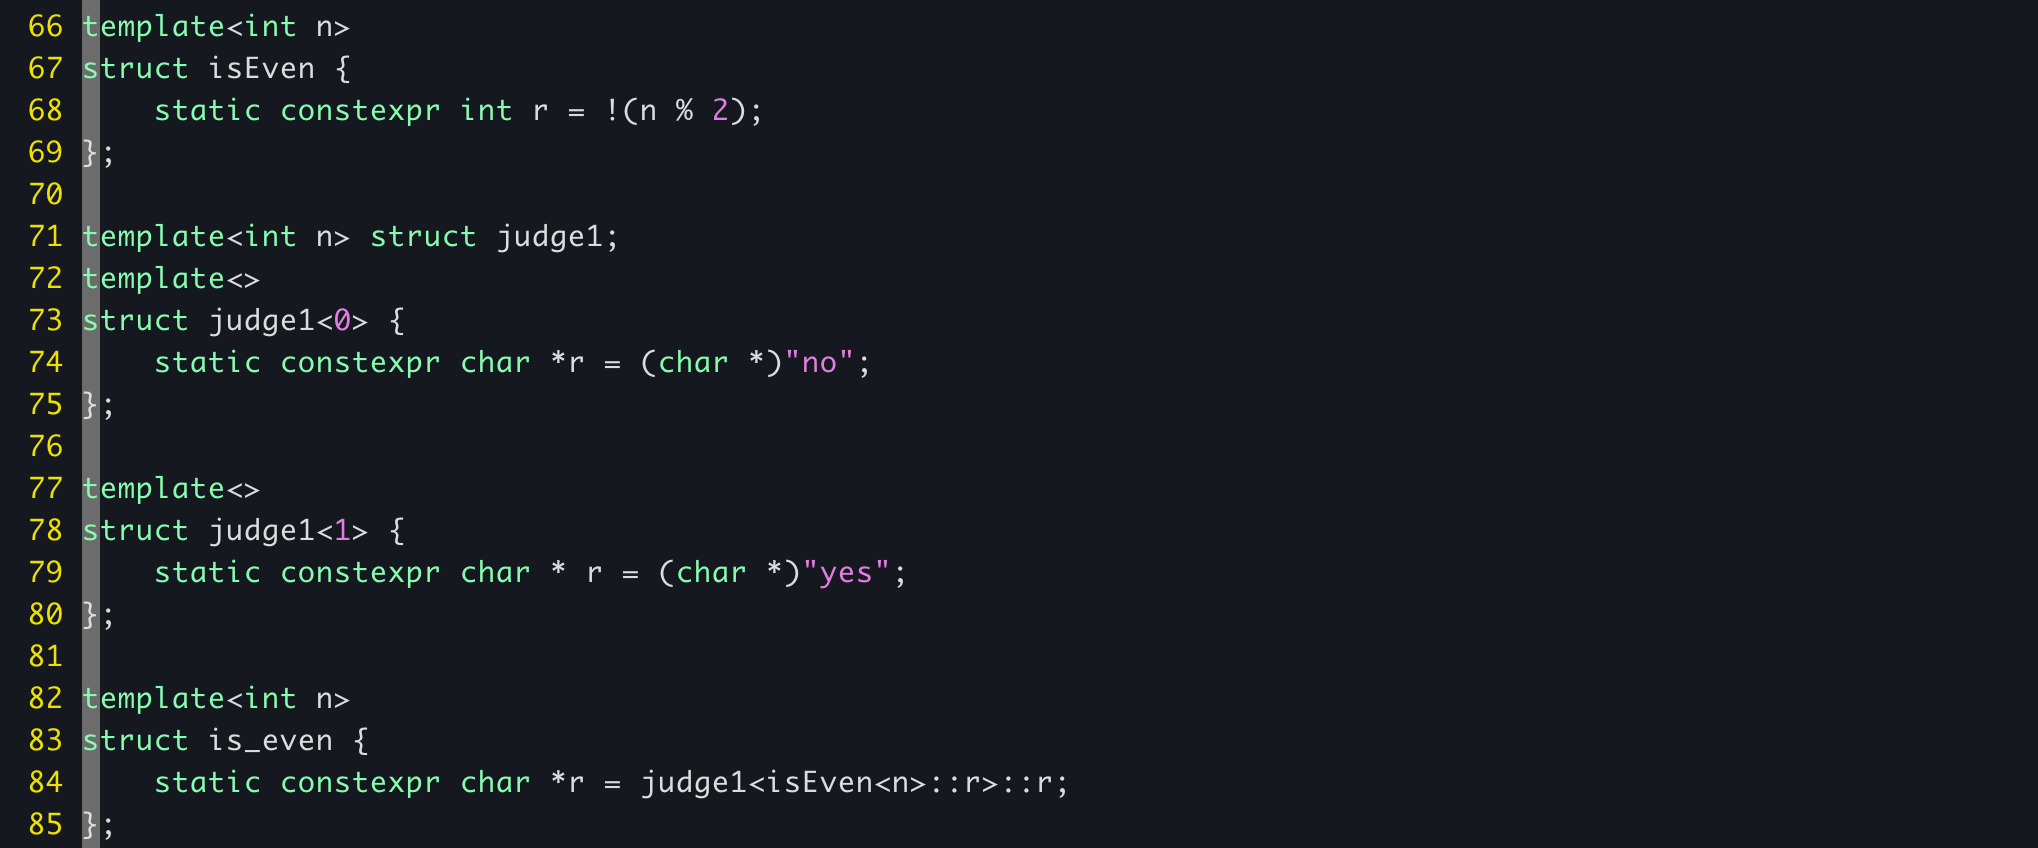 66 template<int n>
67 struct isEven {
68     static constexpr int r = !(n % 2);
69 };
70
71 template<int n> struct judge1;
72 template<>
73 struct judge1<0> {
74     static constexpr char *r = (char *)"no";
75 };
76
77 template<>
78 struct judge1<1> {
79     static constexpr char * r = (char *)"yes";
80 };
81
82 template<int n>
83 struct is_even {
84     static constexpr char *r = judge1<isEven<n>::r>::r;
85 };